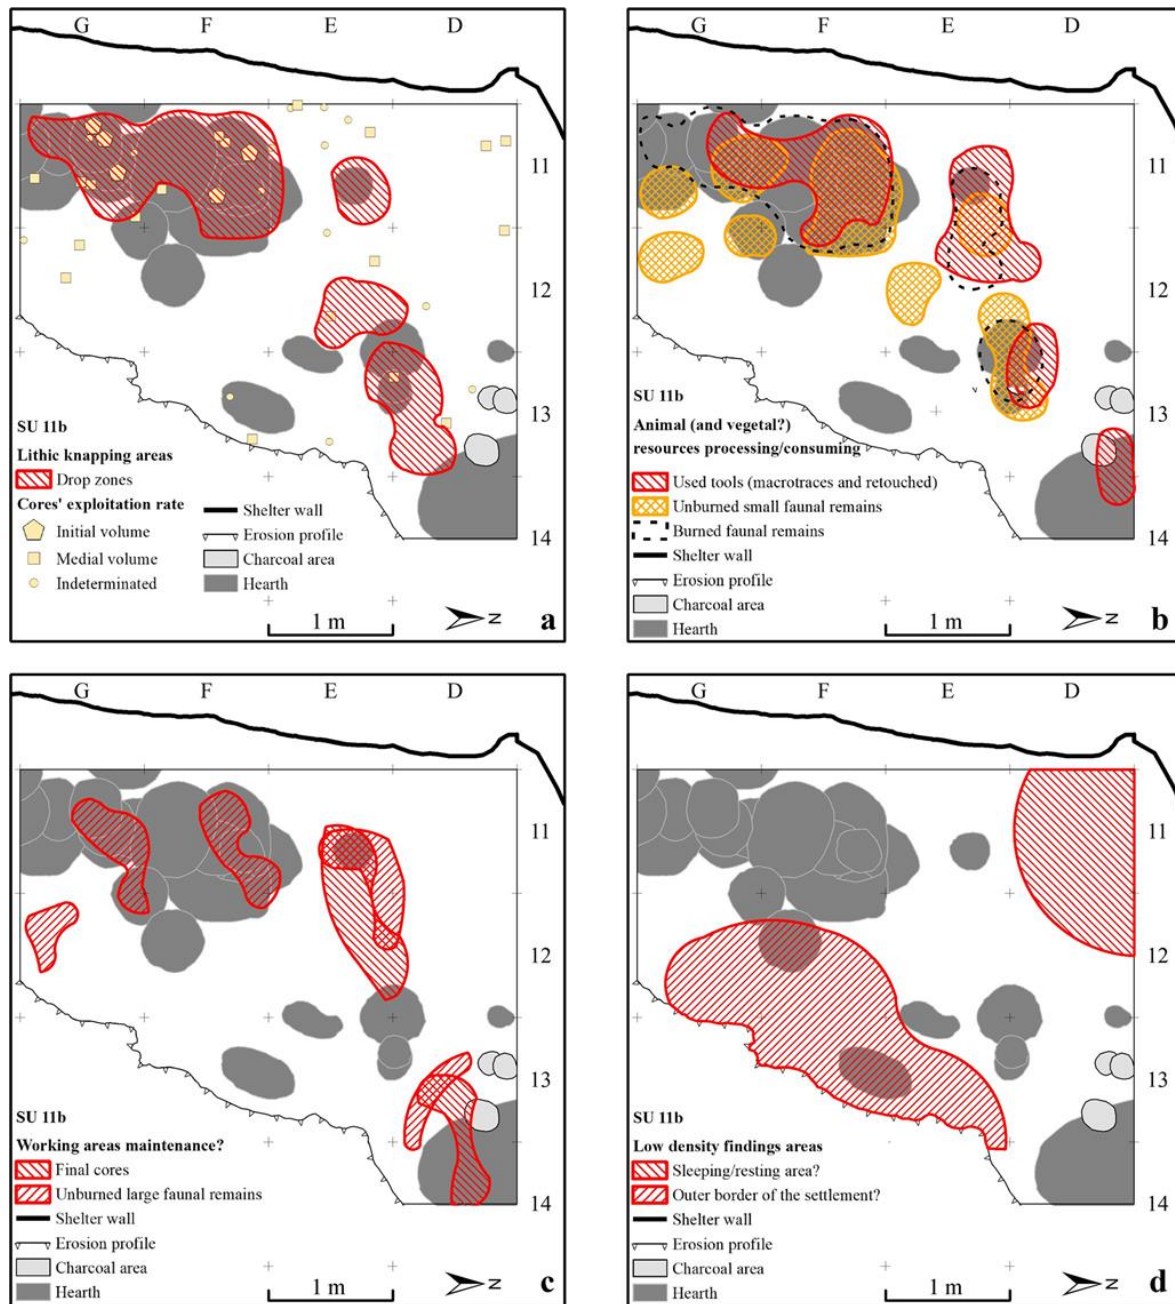 G F E D
11
12
13
14
SU 11b
Lithic knapping areas
Drop zones
Cores' exploitation rate
Initial volume
Medial volume
Indeterminated
Shelter wall
Erosion profile
Charcoal area
Hearth
1 m
N
a
G F E D
11
12
13
14
SU 11b
Animal (and vegetal?)
resources processing/consuming
Used tools (macrotraces and retouched)
Unburned small faunal remains
Burned faunal remains
Shelter wall
Erosion profile
Charcoal area
Hearth
1 m
N
b
G F E D
11
12
13
14
SU 11b
Working areas maintenance?
Final cores
Unburned large faunal remains
Shelter wall
Erosion profile
Charcoal area
Hearth
1 m
N
c
G F E D
11
12
13
14
SU 11b
Low density findings areas
Sleeping/resting area?
Outer border of the settlement?
Shelter wall
Erosion profile
Charcoal area
Hearth
1 m
N
d